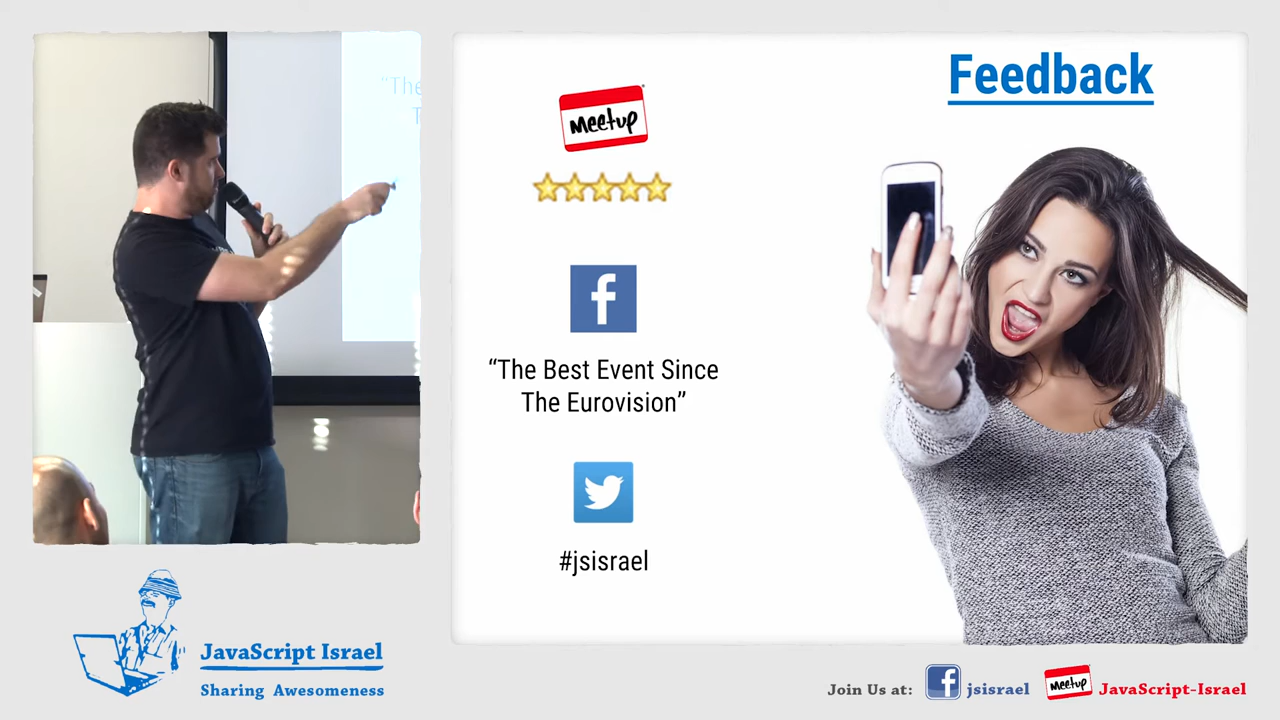 "The
Feedback
meetup
"The Best Event Since
The Eurovision"
#jsisrael
JavaScript Israel
Sharing Awesomeness
Join Us at:
jsisrael
meetup
JavaScript-Israel